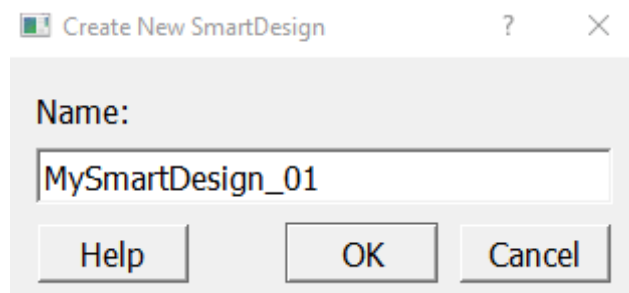 Create New SmartDesign ? ×
Name:
MySmartDesign_01
Help OK Cancel